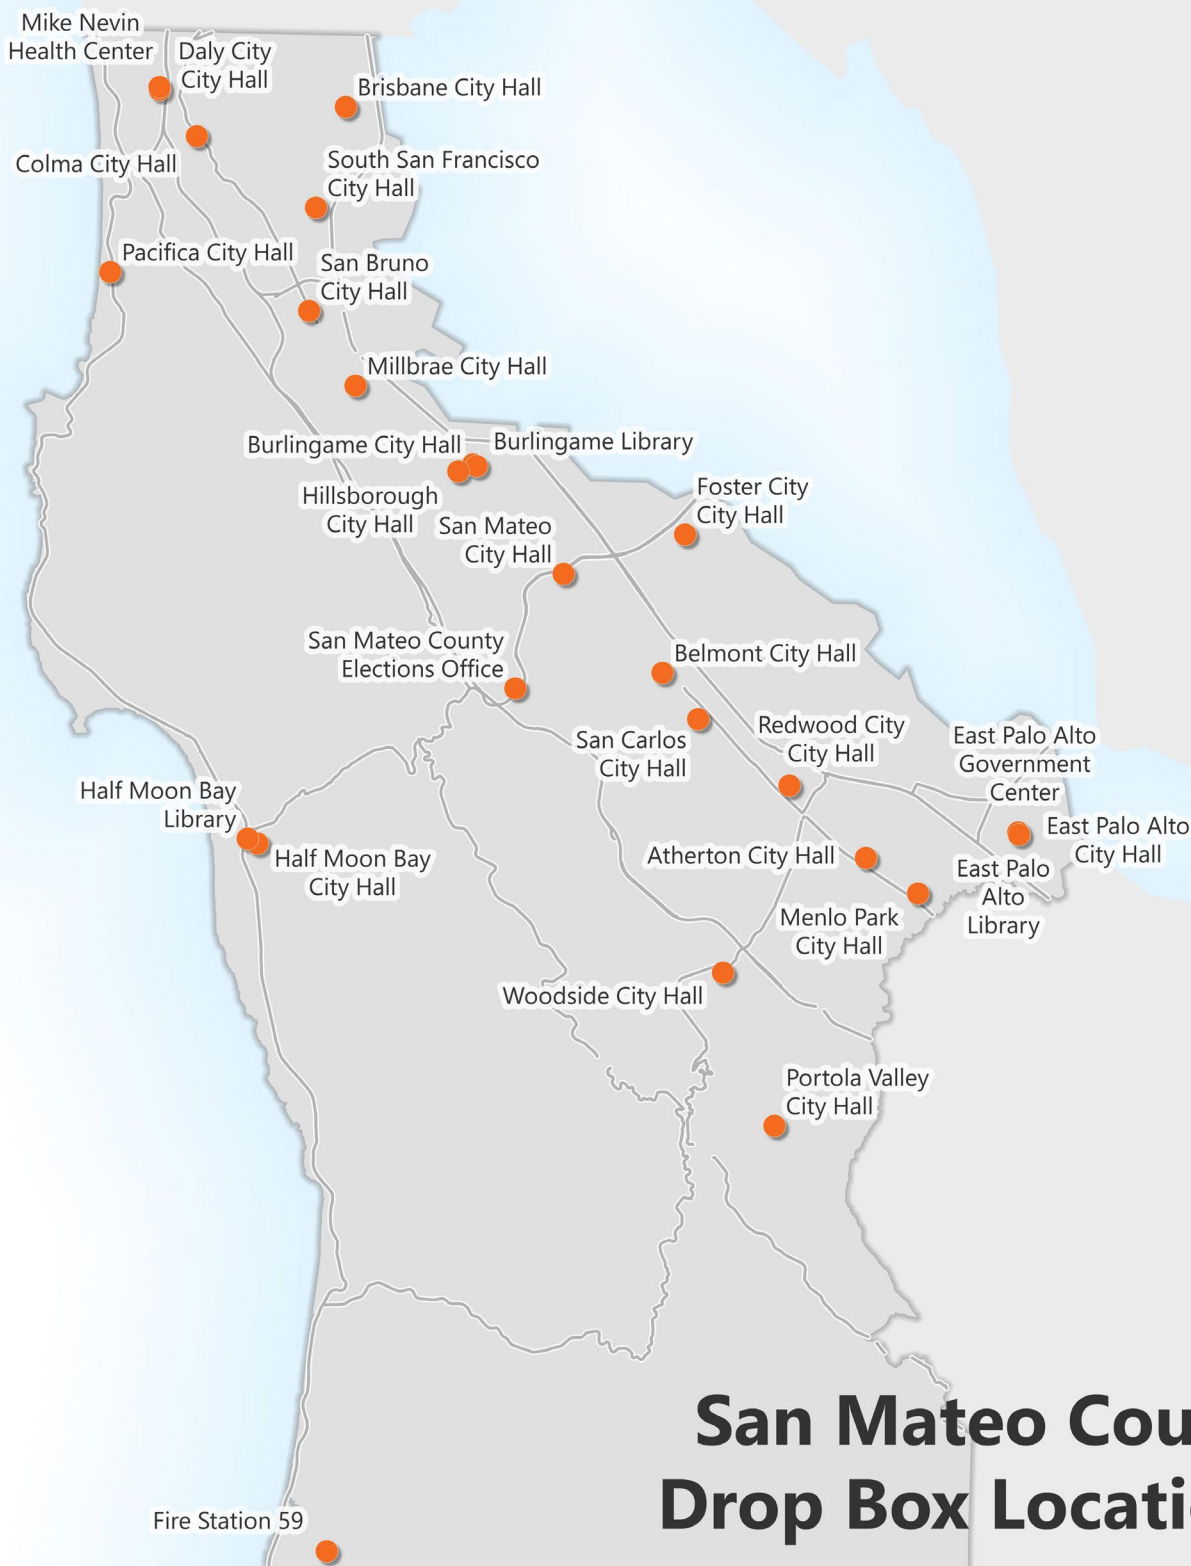 Mike Nevin
Health Center
Daly City
City Hall
Brisbane City Hall
Colma City Hall
South San Francisco
City Hall
Pacifica City Hall
San Bruno
City Hall
Millbrae City Hall
Burlingame City Hall
Burlingame Library
Hillsborough
City Hall
Foster City
City Hall
San Mateo
City Hall
San Mateo County
Elections Office
Belmont City Hall
San Carlos
City Hall
Redwood City
City Hall
East Palo Alto
Government
Center
Half Moon Bay
Library
Half Moon Bay
City Hall
East Palo Alto
City Hall
Atherton City Hall
East Palo
Alto
Library
Menlo Park
City Hall
Woodside City Hall
Portola Valley
City Hall
San Mateo Cou
Drop Box Locati
Fire Station 59